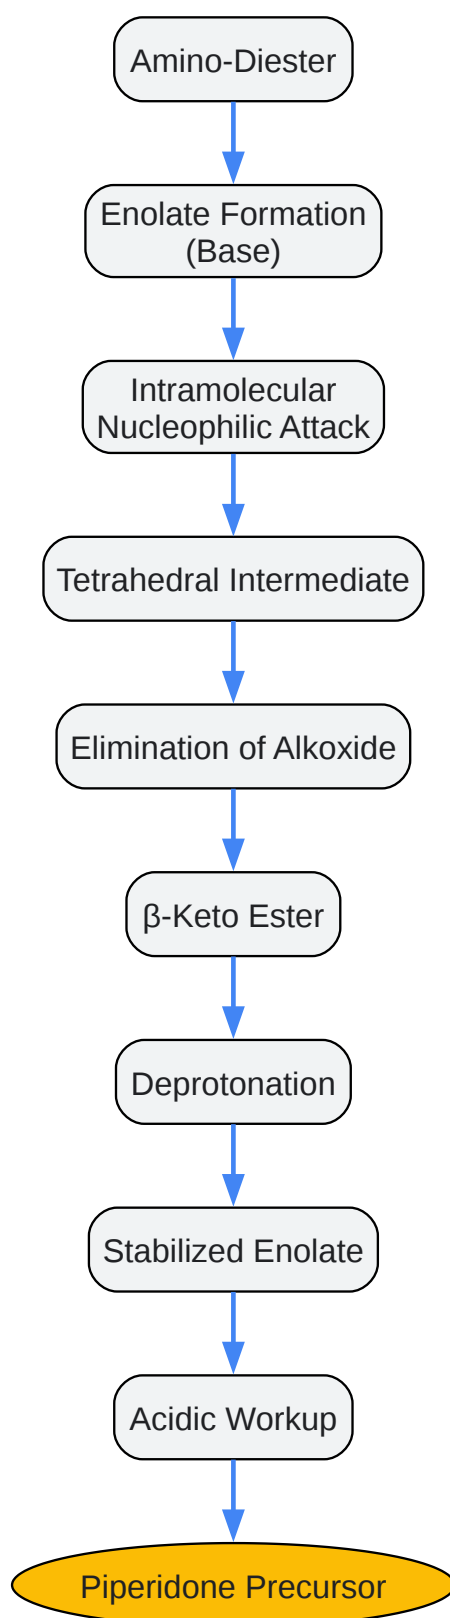 Amino-Diester
Enolate Formation
(Base)
Intramolecular
Nucleophilic Attack
Tetrahedral Intermediate
Elimination of Alkoxide
β-Keto Ester
Deprotonation
Stabilized Enolate
Acidic Workup
Piperidone Precursor